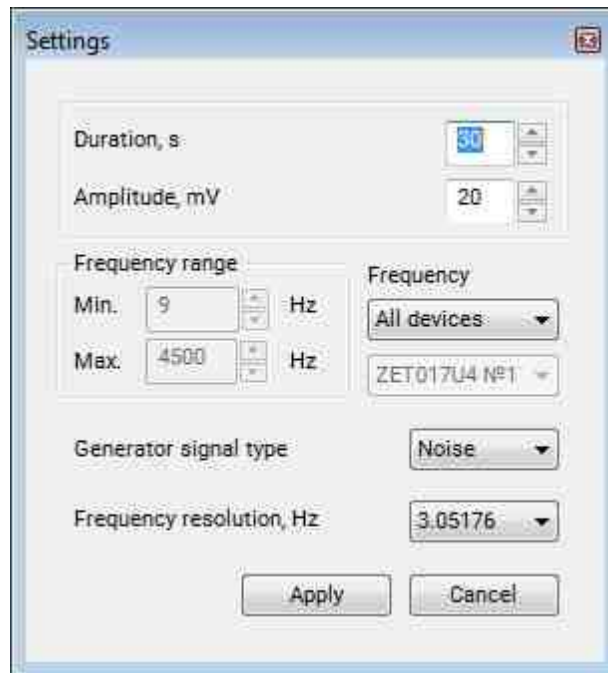 Settings
Duration, s 30
Amplitude, mV 20
Frequency range
Min. 9 Hz
Max. 4500 Hz
Frequency
All devices
ZET017U4 №1
Generator signal type Noise
Frequency resolution, Hz 3.05176
Apply Cancel